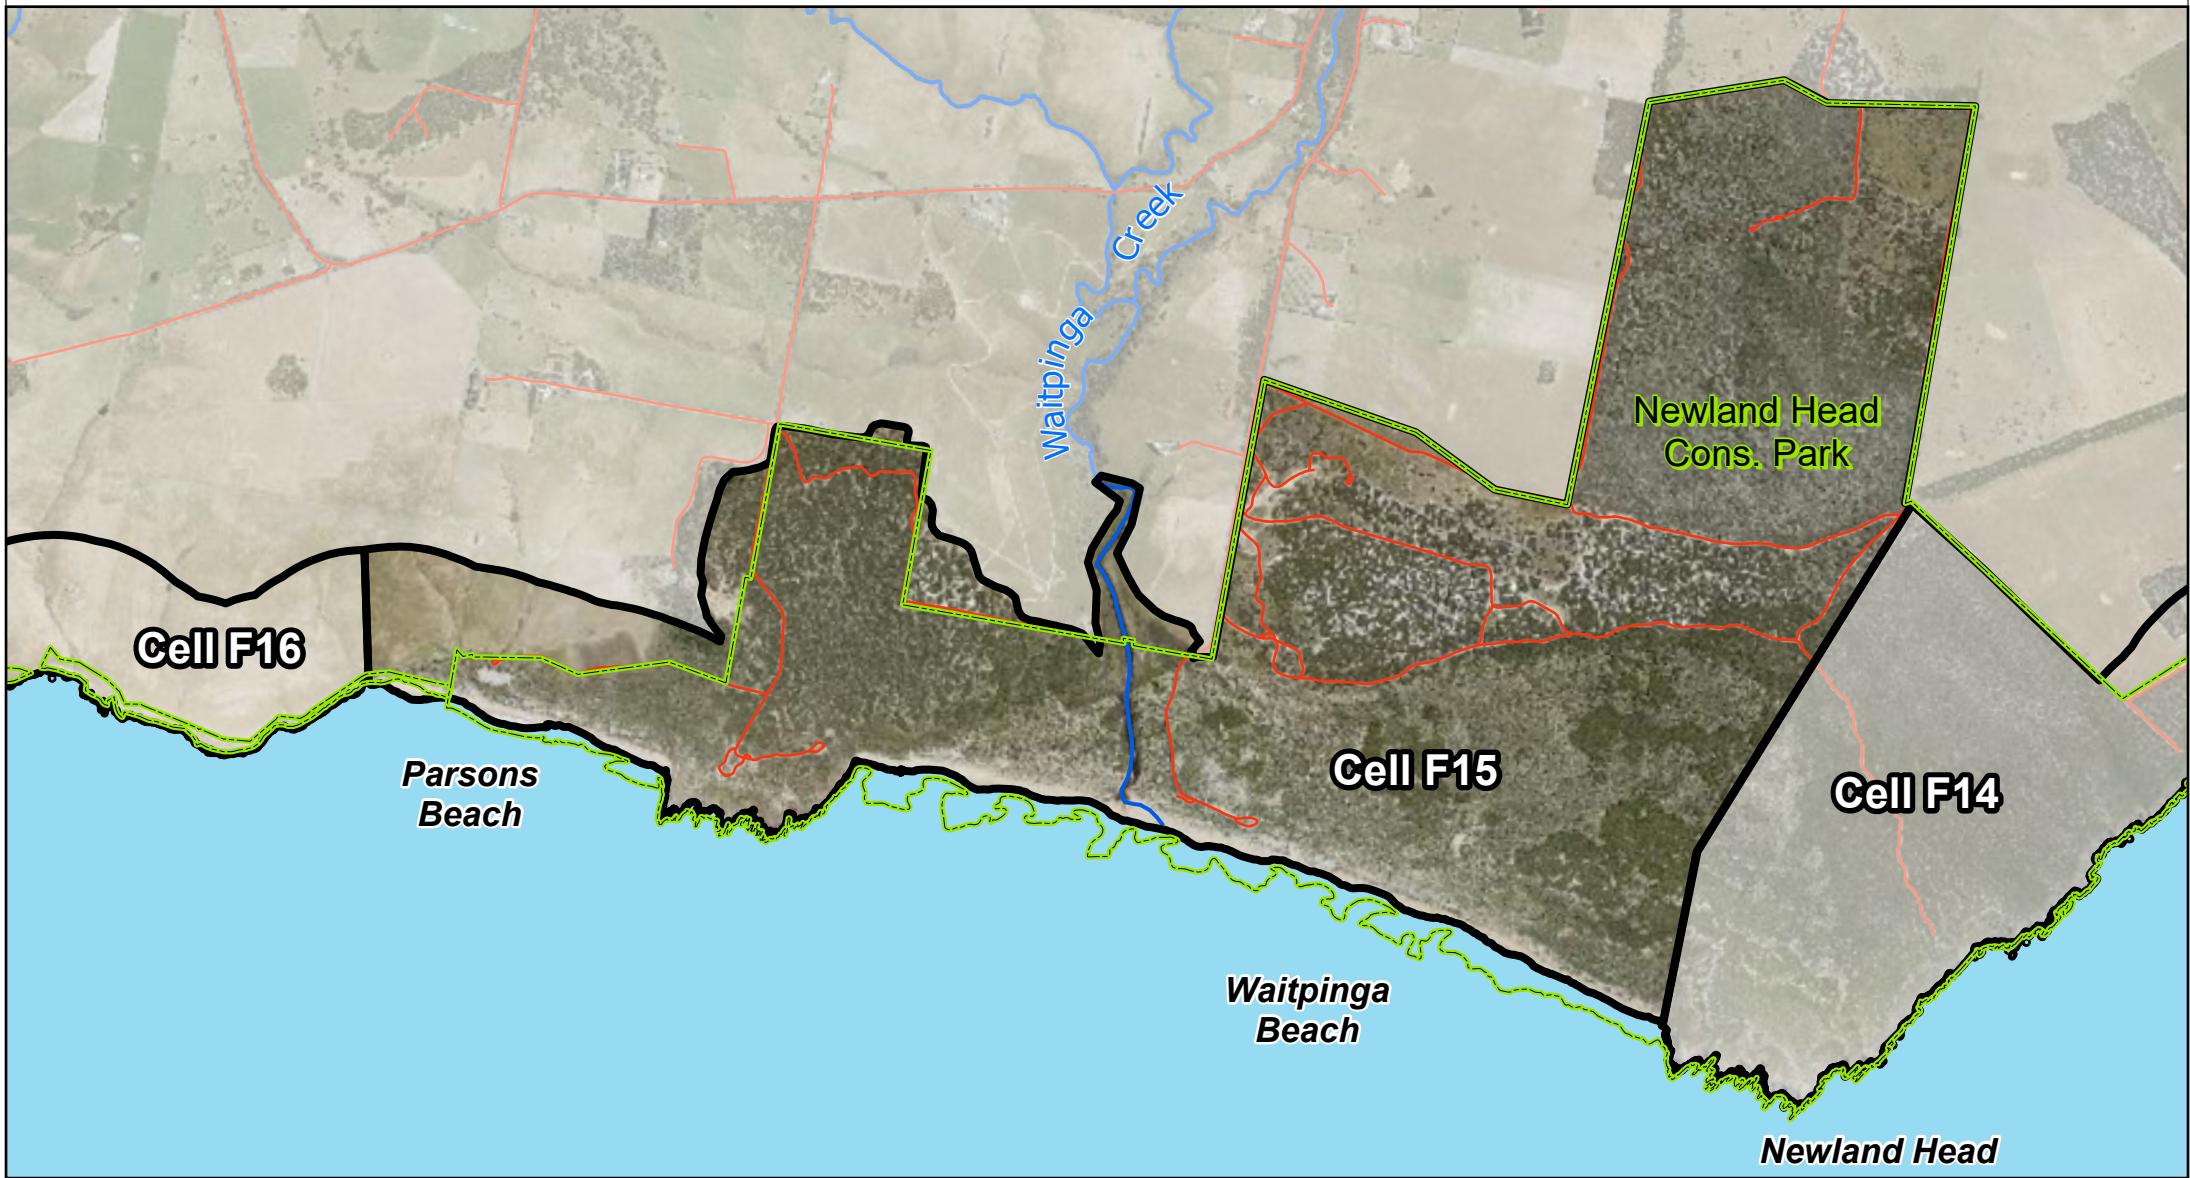 Waitpinga Creek
Newland Head
Cons. Park
Cell F16
Cell F15
Cell F14
Parsons
Beach
Waitpinga
Beach
Newland Head